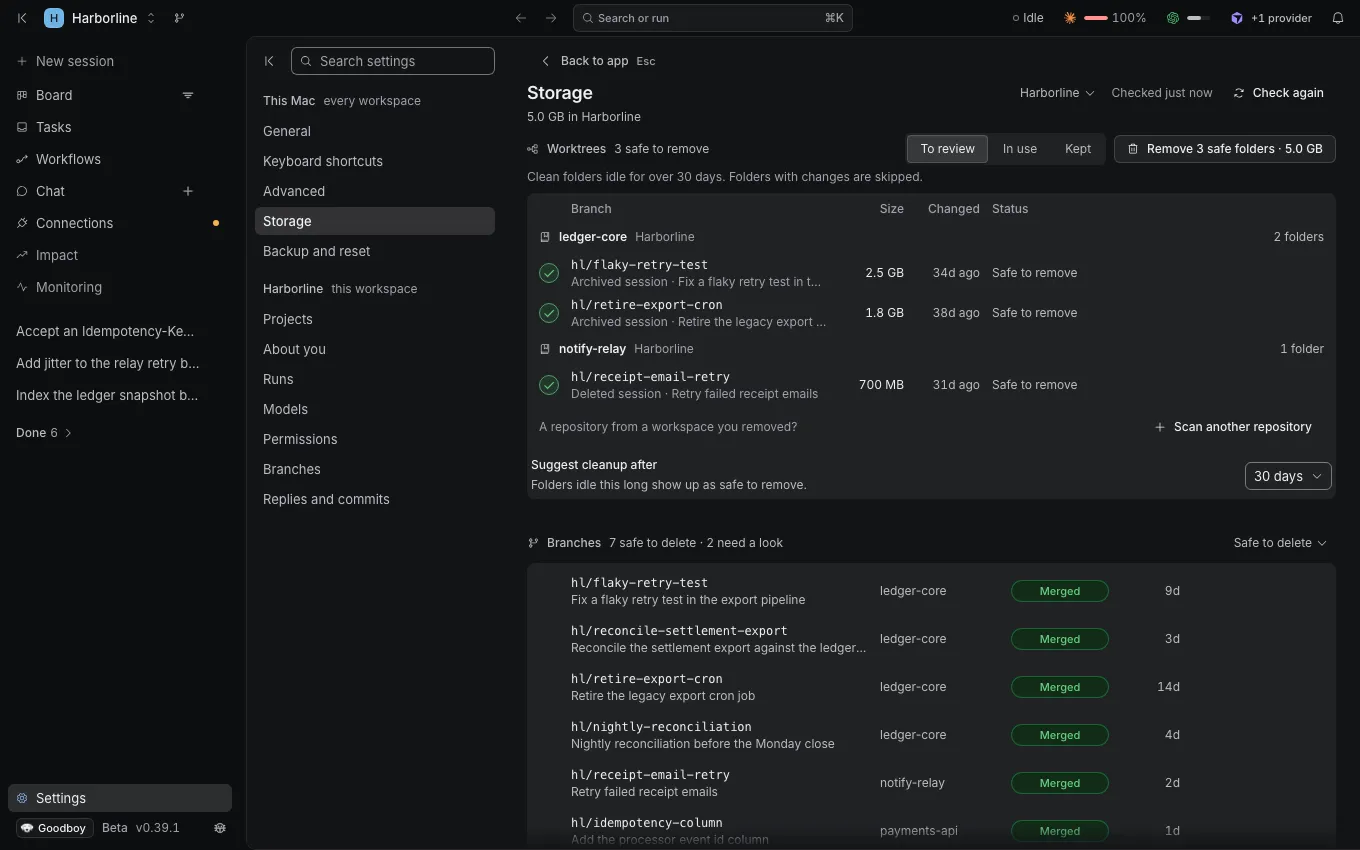 H Harborline
Search or run ⌘K
Idle
100%
+1 provider
New session
Board
Tasks
Workflows
Chat
Connections
Impact
Monitoring
Accept an Idempotency-Ke...
Add jitter to the relay retry b...
Index the ledger snapshot b...
Done 6
Settings
Goodboy Beta v0.39.1
Search settings
This Mac every workspace
General
Keyboard shortcuts
Advanced
Storage
Backup and reset
Harborline this workspace
Projects
About you
Runs
Models
Permissions
Branches
Replies and commits
Back to app Esc
Storage
Harborline Checked just now Check again
5.0 GB in Harborline
Worktrees 3 safe to remove
To review In use Kept
Remove 3 safe folders · 5.0 GB
Clean folders idle for over 30 days. Folders with changes are skipped.
Branch Size Changed Status
ledger-core Harborline 2 folders
hl/flaky-retry-test 2.5 GB 34d ago Safe to remove
Archived session · Fix a flaky retry test in t...
hl/retire-export-cron 1.8 GB 38d ago Safe to remove
Archived session · Retire the legacy export ...
notify-relay Harborline 1 folder
hl/receipt-email-retry 700 MB 31d ago Safe to remove
Deleted session · Retry failed receipt emails
A repository from a workspace you removed? Scan another repository
Suggest cleanup after
Folders idle this long show up as safe to remove.
30 days
Branches 7 safe to delete · 2 need a look Safe to delete
hl/flaky-retry-test ledger-core Merged 9d
Fix a flaky retry test in the export pipeline
hl/reconcile-settlement-export ledger-core Merged 3d
Reconcile the settlement export against the ledger...
hl/retire-export-cron ledger-core Merged 14d
Retire the legacy export cron job
hl/nightly-reconciliation ledger-core Merged 4d
Nightly reconciliation before the Monday close
hl/receipt-email-retry notify-relay Merged 2d
Retry failed receipt emails
hl/idempotency-column payments-api Merged 1d
Add the processor event id column